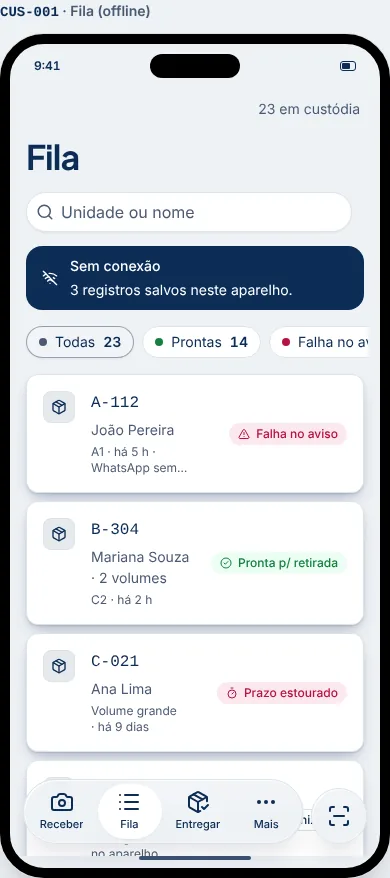 CUS-001 · Fila (offline)
9:41
23 em custódia
Fila
Unidade ou nome
Sem conexão
3 registros salvos neste aparelho.
Todas 23 Prontas 14 Falha no av
A-112
João Pereira
A1 · há 5 h ·
WhatsApp sem...
Falha no aviso
B-304
Mariana Souza
· 2 volumes
C2 · há 2 h
Pronta p/ retirada
C-021
Ana Lima
Volume grande
· há 9 dias
Prazo estourado
Receber Fila Entregar Mais
no aparelho